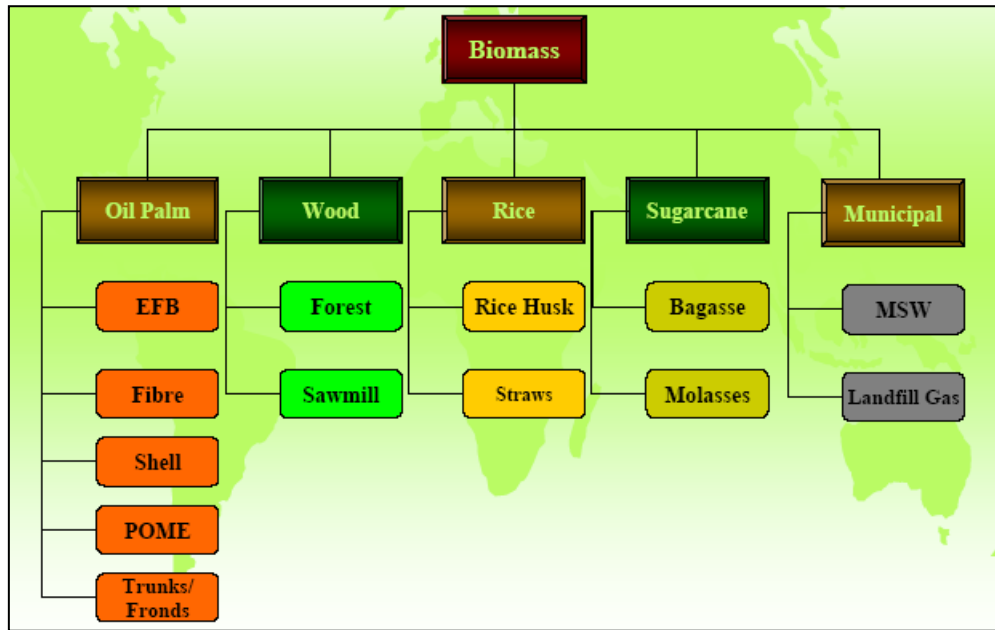 Biomass
Oil Palm
Wood
Rice
Sugarcane
Municipal
EFB
Forest
Rice Husk
Bagasse
MSW
Fibre
Sawmill
Straws
Molasses
Landfill Gas
Shell
POME
Trunks/
Fronds